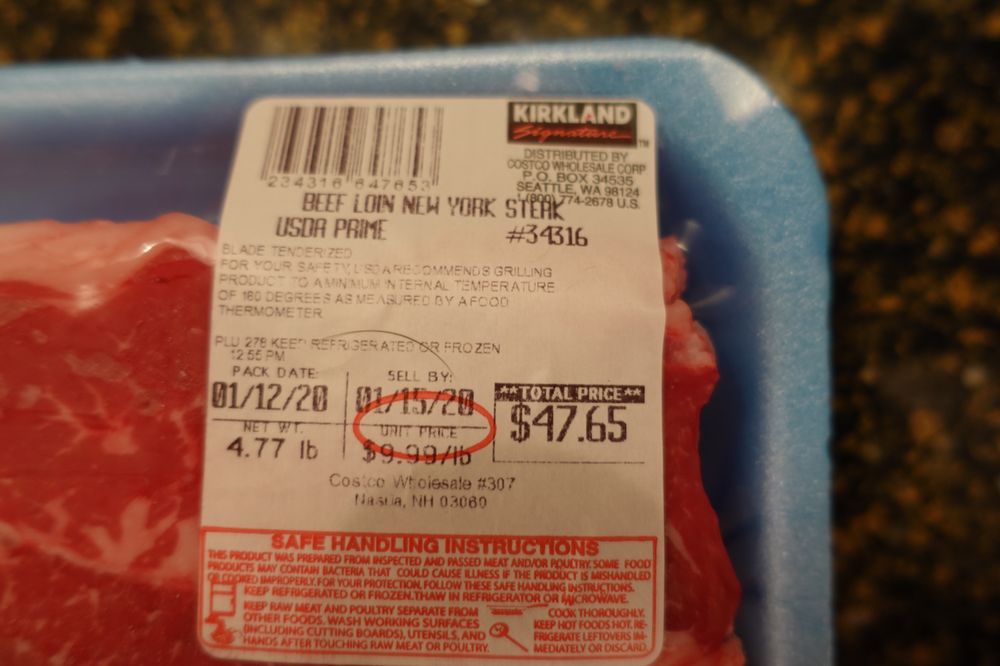 KIRKLAND
Signature™
DISTRIBUTED BY
COSTCO WHOLESALE CORP
P.O. BOX 34535
SEATTLE, WA 98124
1-(800) 774-2678 U.S.
234316 647653
BEEF LOIN NEW YORK STEAK
USDA PRIME #34316
BLADE TENDERIZED
FOR YOUR SAFETY, USDA RECOMMENDS GRILLING
PRODUCT TO A MINIMUM INTERNAL TEMPERATURE
OF 160 DEGREES AS MEASURED BY A FOOD
THERMOMETER
PLU 278 KEEP REFRIGERATED OR FROZEN
12:55 PM
PACK DATE: SELL BY:
01/12/20 01/15/20
**TOTAL PRICE**
$47.65
NET WT. UNIT PRICE
4.77 lb $9.99/lb
Costco Wholesale #307
Nasua, NH 03060
SAFE HANDLING INSTRUCTIONS
THIS PRODUCT WAS PREPARED FROM INSPECTED AND PASSED MEAT AND/OR POULTRY. SOME FOOD
PRODUCTS MAY CONTAIN BACTERIA THAT COULD CAUSE ILLNESS IF THE PRODUCT IS MISHANDLED
OR COOKED IMPROPERLY. FOR YOUR PROTECTION, FOLLOW THESE SAFE HANDLING INSTRUCTIONS.
KEEP REFRIGERATED OR FROZEN. THAW IN REFRIGERATOR OR MICROWAVE.
KEEP RAW MEAT AND POULTRY SEPARATE FROM
OTHER FOODS. WASH WORKING SURFACES
(INCLUDING CUTTING BOARDS), UTENSILS, AND
HANDS AFTER TOUCHING RAW MEAT OR POULTRY.
COOK THOROUGHLY.
KEEP HOT FOODS HOT. RE-
FRIGERATE LEFTOVERS IM-
MEDIATELY OR DISCARD.